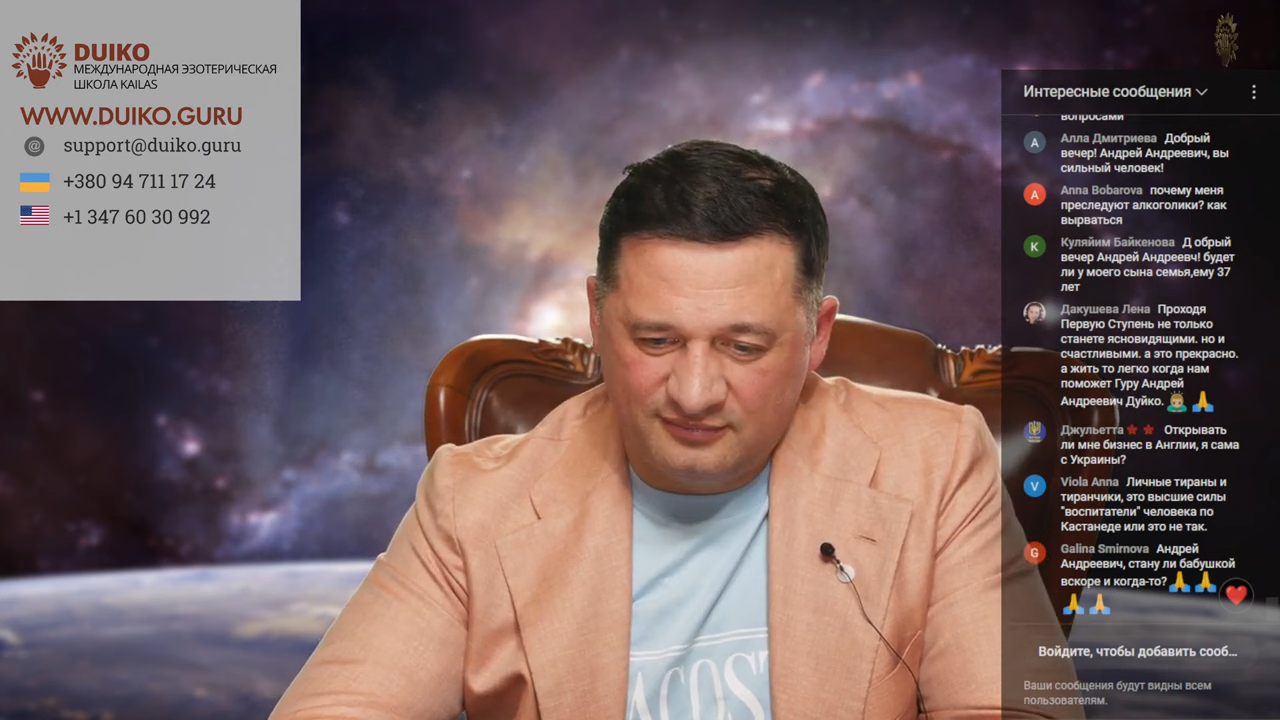 DUIKO
МЕЖДУНАРОДНАЯ ЭЗОТЕРИЧЕСКАЯ
ШКОЛА KAILAS
WWW.DUIKO.GURU
@ support@duiko.guru
+380 94 711 17 24
+1 347 60 30 992
Интересные сообщения
вопросами
А Алла Дмитриева Добрый
вечер! Андрей Андреевич, вы
сильный человек!
A Anna Bobarova почему меня
преследуют алкоголики? как
вырваться
К Куляйим Байкенова Д обрый
вечер Андрей Андреевч! будет
ли у моего сына семья,ему 37
лет
Дакушева Лена Проходя
Первую Ступень не только
станете ясновидящими. но и
счастливыми. а это прекрасно.
а жить то легко когда нам
поможет Гуру Андрей
Андреевич Дуйко. 🙇🏼 🙏
Джульетта Открывать
ли мне бизнес в Англии, я сама
с Украины?
V Viola Anna Личные тираны и
тиранчики, это высшие силы
"воспитатели" человека по
Кастанеде или это не так.
G Galina Smirnova Андрей
Андреевич, стану ли бабушкой
вскоре и когда-то? 🙏 🙏
🙏 🙏
Войдите, чтобы добавить сооб...
Ваши сообщения будут видны всем
пользователям.